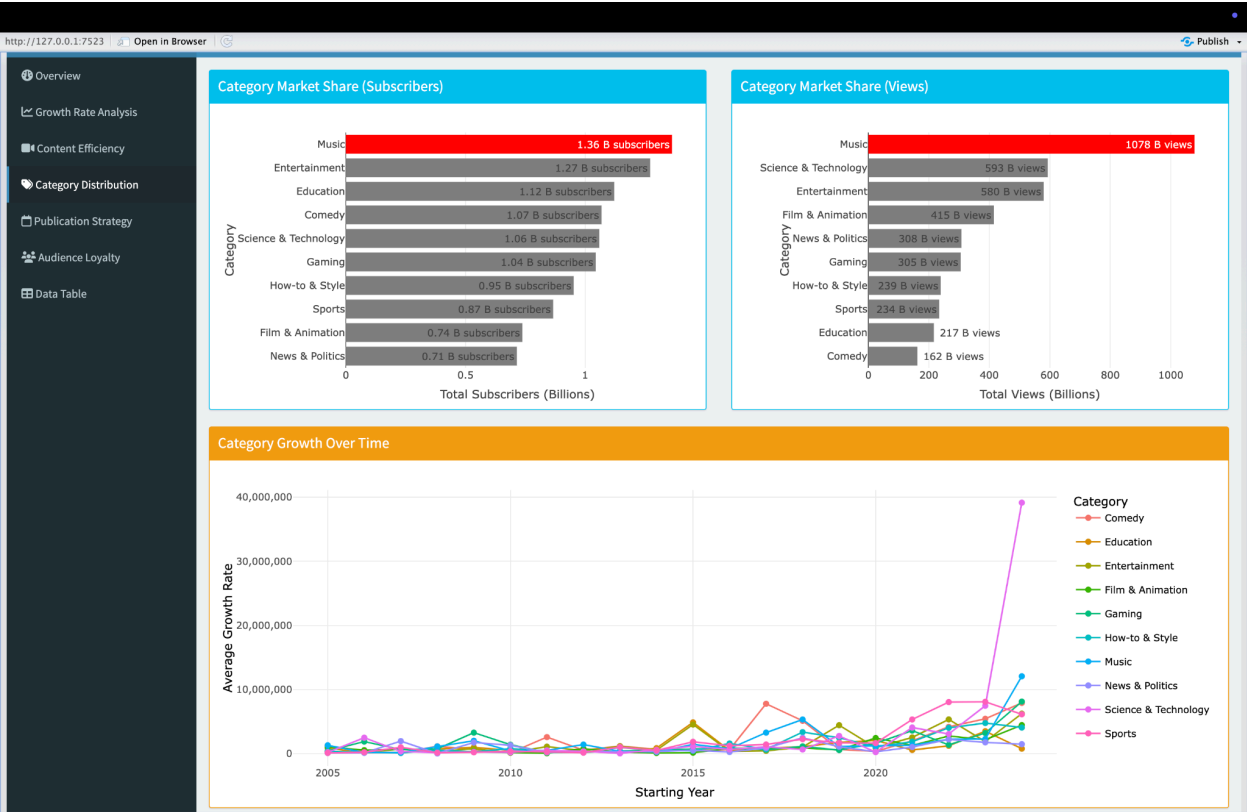 http://127.0.0.1:7523 Open in Browser Publish
Overview
Growth Rate Analysis
Content Efficiency
Category Distribution
Publication Strategy
Audience Loyalty
Data Table
Category Market Share (Subscribers)
Category
Music 1.36 B subscribers
Entertainment 1.27 B subscribers
Education 1.12 B subscribers
Comedy 1.07 B subscribers
Science & Technology 1.06 B subscribers
Gaming 1.04 B subscribers
How-to & Style 0.95 B subscribers
Sports 0.87 B subscribers
Film & Animation 0.74 B subscribers
News & Politics 0.71 B subscribers
0 0.5 1
Total Subscribers (Billions)
Category Market Share (Views)
Category
Music 1078 B views
Science & Technology 593 B views
Entertainment 580 B views
Film & Animation 415 B views
News & Politics 308 B views
Gaming 305 B views
How-to & Style 239 B views
Sports 234 B views
Education 217 B views
Comedy 162 B views
0 200 400 600 800 1000
Total Views (Billions)
Category Growth Over Time
Average Growth Rate
40,000,000
30,000,000
20,000,000
10,000,000
0
2005 2010 2015 2020
Starting Year
Category
Comedy
Education
Entertainment
Film & Animation
Gaming
How-to & Style
Music
News & Politics
Science & Technology
Sports